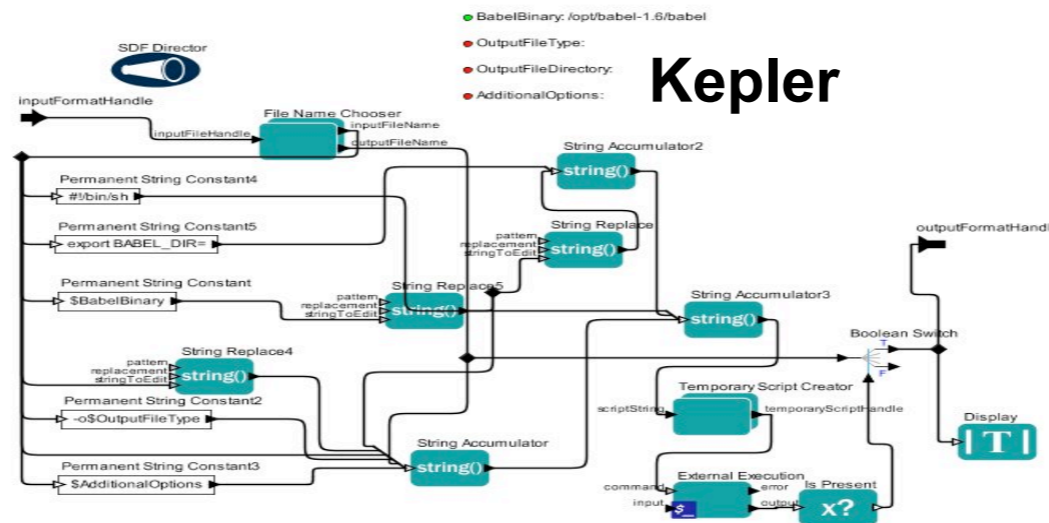 BabelBinary: /opt/babel-1.6/babel
OutputFileType:
OutputFileDirectory:
AdditionalOptions:
Kepler
SDF Director
inputFormatHandle
File Name Chooser
inputFileHandle
inputFileName
outputFileName
String Accumulator2
string()
Permanent String Constant4
#!/bin/sh
Permanent String Constant5
export BABEL_DIR=
String Replace
pattern
replacement
stringToEdit
string()
outputFormatHandl
Permanent String Constant
$BabelBinary
String Replace5
pattern
replacement
stringToEdit
string()
String Accumulator3
string()
Boolean Switch
T
F
String Replace4
pattern
replacement
stringToEdit
string()
Permanent String Constant2
-o$OutputFileType
Temporary Script Creator
scriptString
temporaryScriptHandle
Display
T
String Accumulator
string()
Permanent String Constant3
$AdditionalOptions
External Execution
command
input
error
output
$_
Is Present
x?